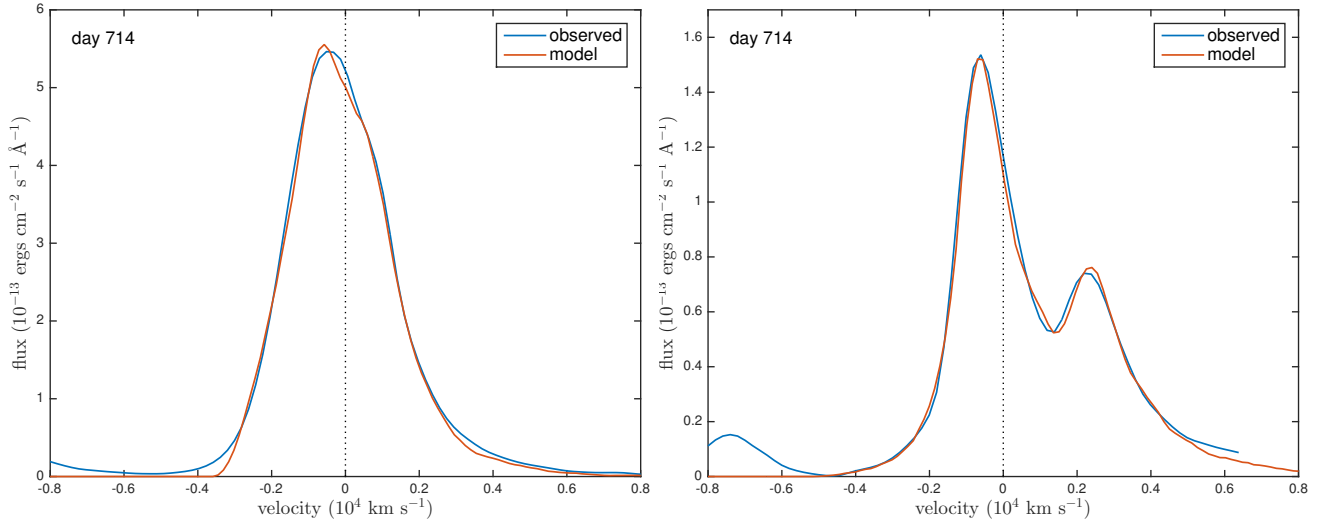 day 714
observed
model
flux (10⁻¹³ ergs cm⁻² s⁻¹ Å⁻¹)
6
5
4
3
2
1
0
-0.8 -0.6 -0.4 -0.2 0 0.2 0.4 0.6 0.8
velocity (10⁴ km s⁻¹)
day 714
observed
model
flux (10⁻¹³ ergs cm⁻² s⁻¹ A⁻¹)
1.6
1.4
1.2
1
0.8
0.6
0.4
0.2
0
-0.8 -0.6 -0.4 -0.2 0 0.2 0.4 0.6 0.8
velocity (10⁴ km s⁻¹)